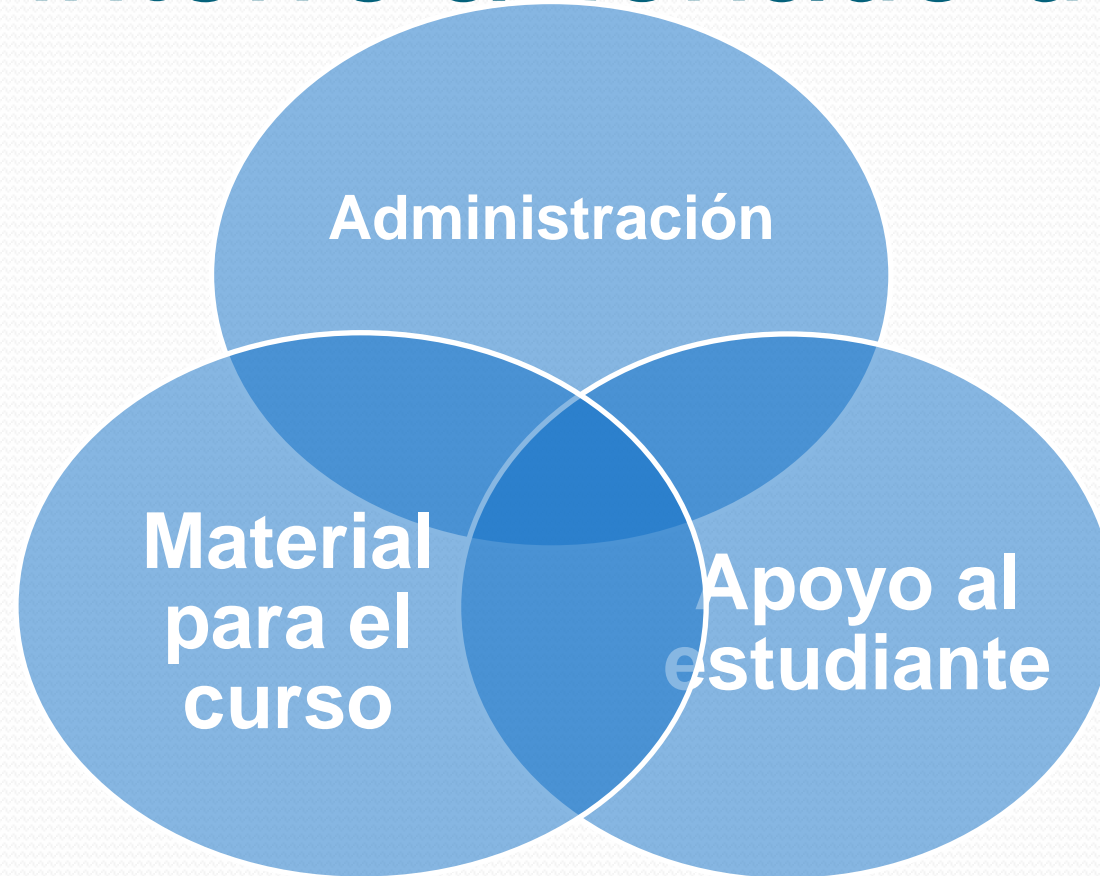 Administración
Material
para el
curso
Apoyo al
estudiante